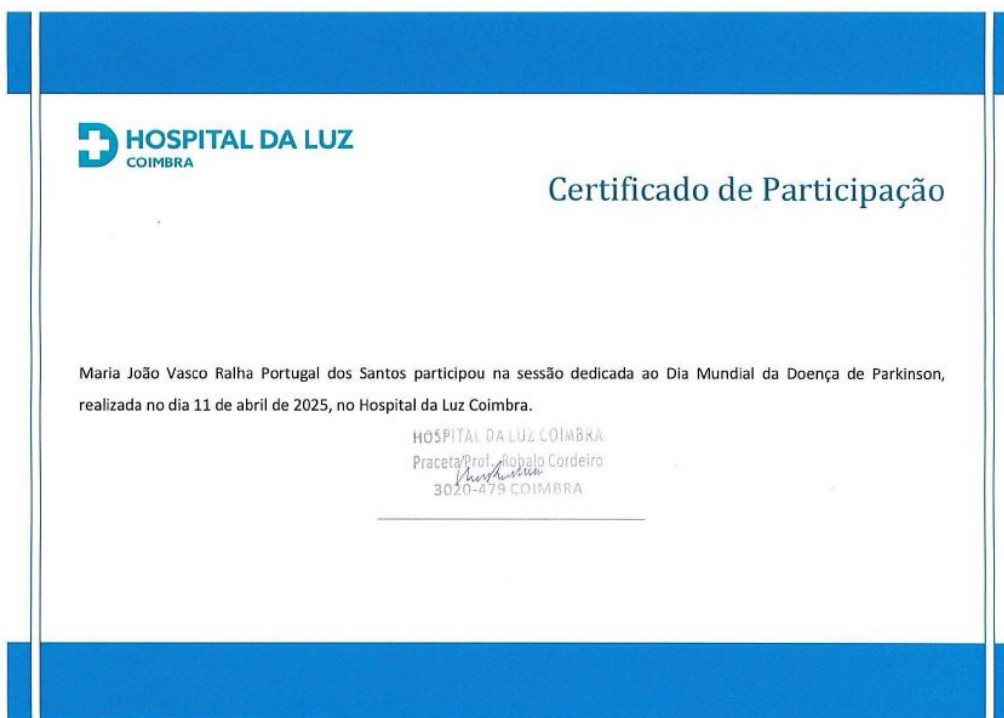 HOSPITAL DA LUZ
COIMBRA
Certificado de Participação
Maria João Vasco Ralha Portugal dos Santos participou na sessão dedicada ao Dia Mundial da Doença de Parkinson,
realizada no dia 11 de abril de 2025, no Hospital da Luz Coimbra.
HOSPITAL DA LUZ COIMBRA
Praceta Prof. Robalo Cordeiro
3020-479 COIMBRA